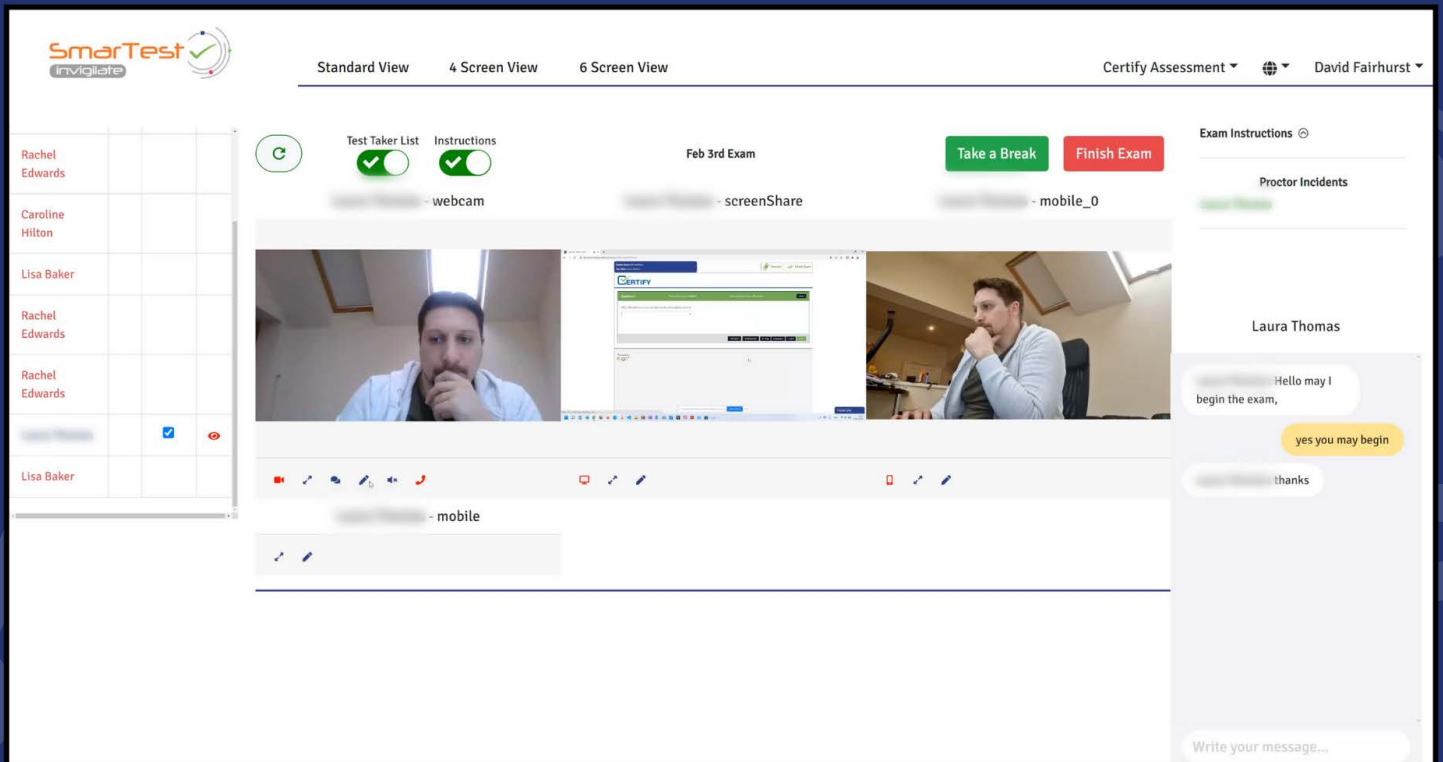 SmarTest
invigilate
Standard View 4 Screen View 6 Screen View
Certify Assessment David Fairhurst
Rachel
Edwards
Caroline
Hilton
Lisa Baker
Rachel
Edwards
Rachel
Edwards
Lisa Baker
Test Taker List Instructions
Feb 3rd Exam
Take a Break
Finish Exam
- webcam
- screenShare
- mobile_0
CERTIFY
- mobile
Exam Instructions
Proctor Incidents
Laura Thomas
Hello may I
begin the exam,
yes you may begin
thanks
Write your message...